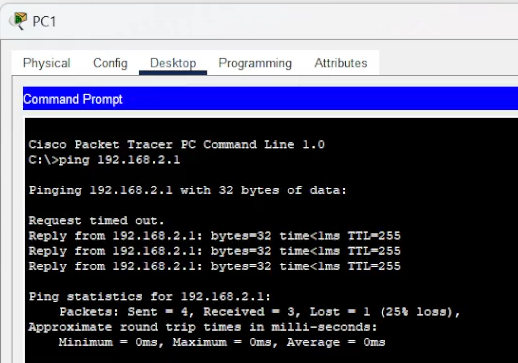 PC1
Physical Config Desktop Programming Attributes
Command Prompt
Cisco Packet Tracer PC Command Line 1.0
C:\>ping 192.168.2.1
Pinging 192.168.2.1 with 32 bytes of data:
Request timed out.
Reply from 192.168.2.1: bytes=32 time<1ms TTL=255
Reply from 192.168.2.1: bytes=32 time<1ms TTL=255
Reply from 192.168.2.1: bytes=32 time<1ms TTL=255
Ping statistics for 192.168.2.1:
Packets: Sent = 4, Received = 3, Lost = 1 (25% loss),
Approximate round trip times in milli-seconds:
Minimum = 0ms, Maximum = 0ms, Average = 0ms